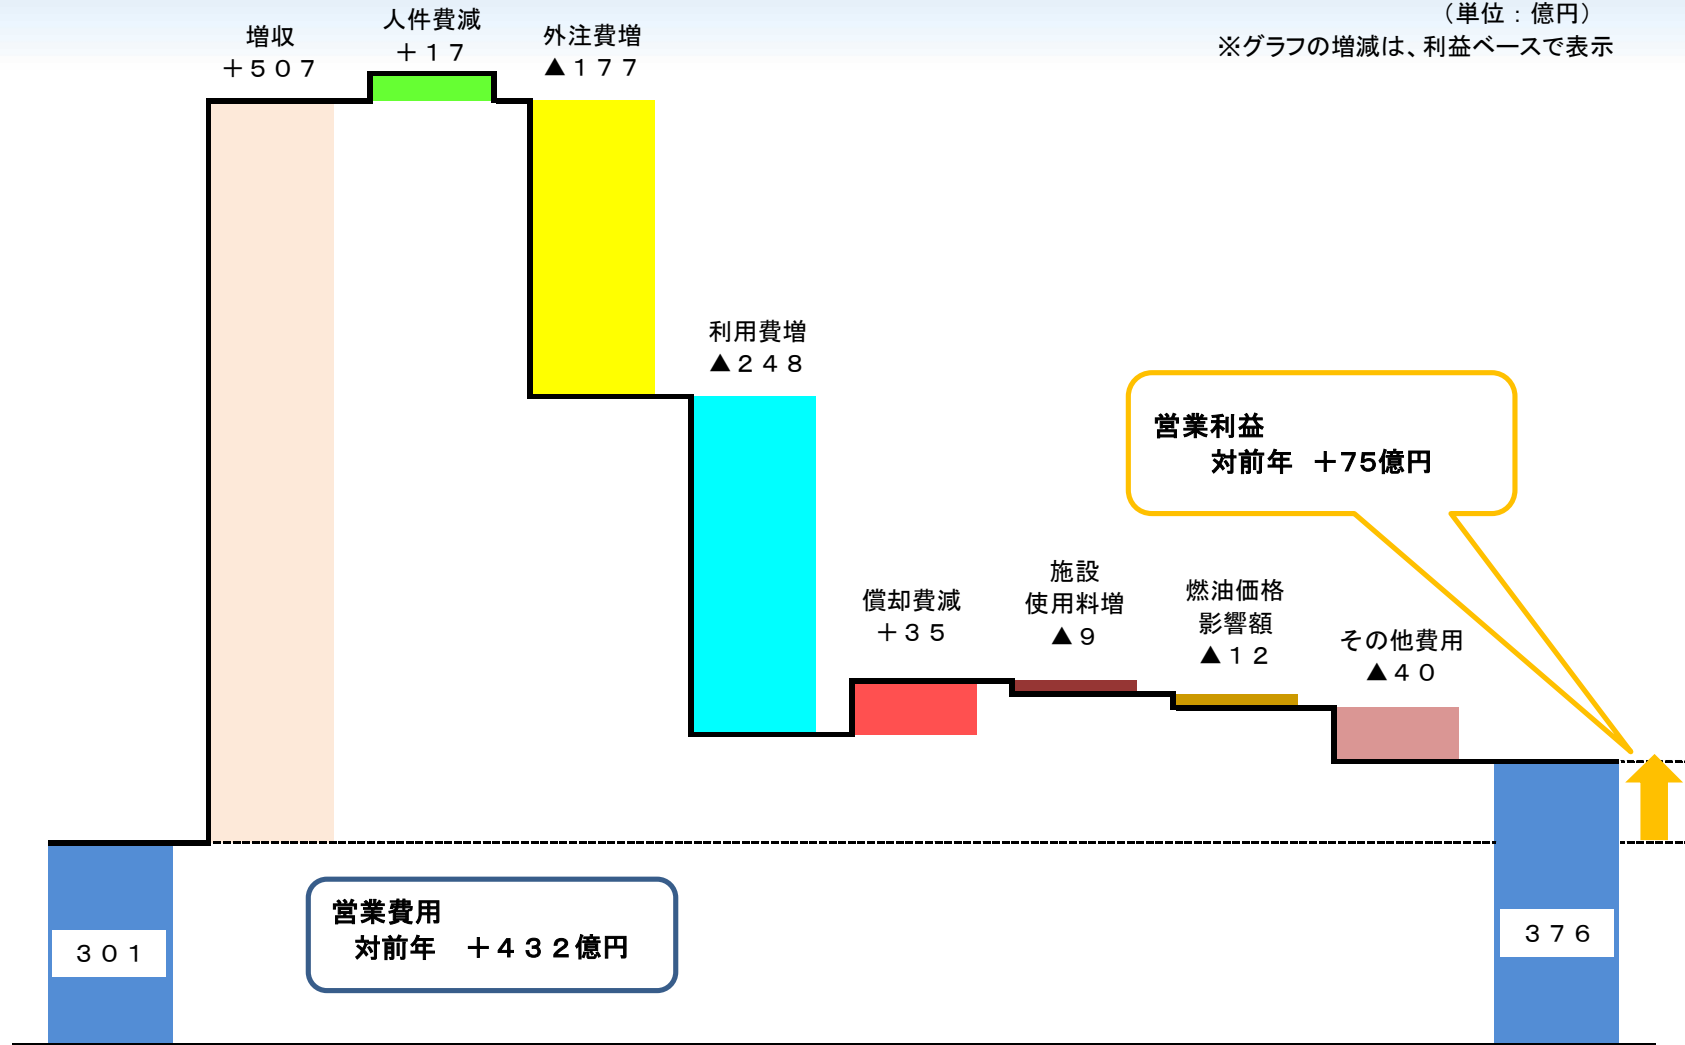 （単位：億円）
※グラフの増減は、利益ベースで表示
増収
＋５０７
人件費減
＋１７
外注費増
▲１７７
利用費増
▲２４８
償却費減
＋３５
施設
使用料増
▲９
燃油価格
影響額
▲１２
その他費用
▲４０
営業利益
対前年　＋75億円
営業費用
対前年　＋４３２億円
３０１
３７６